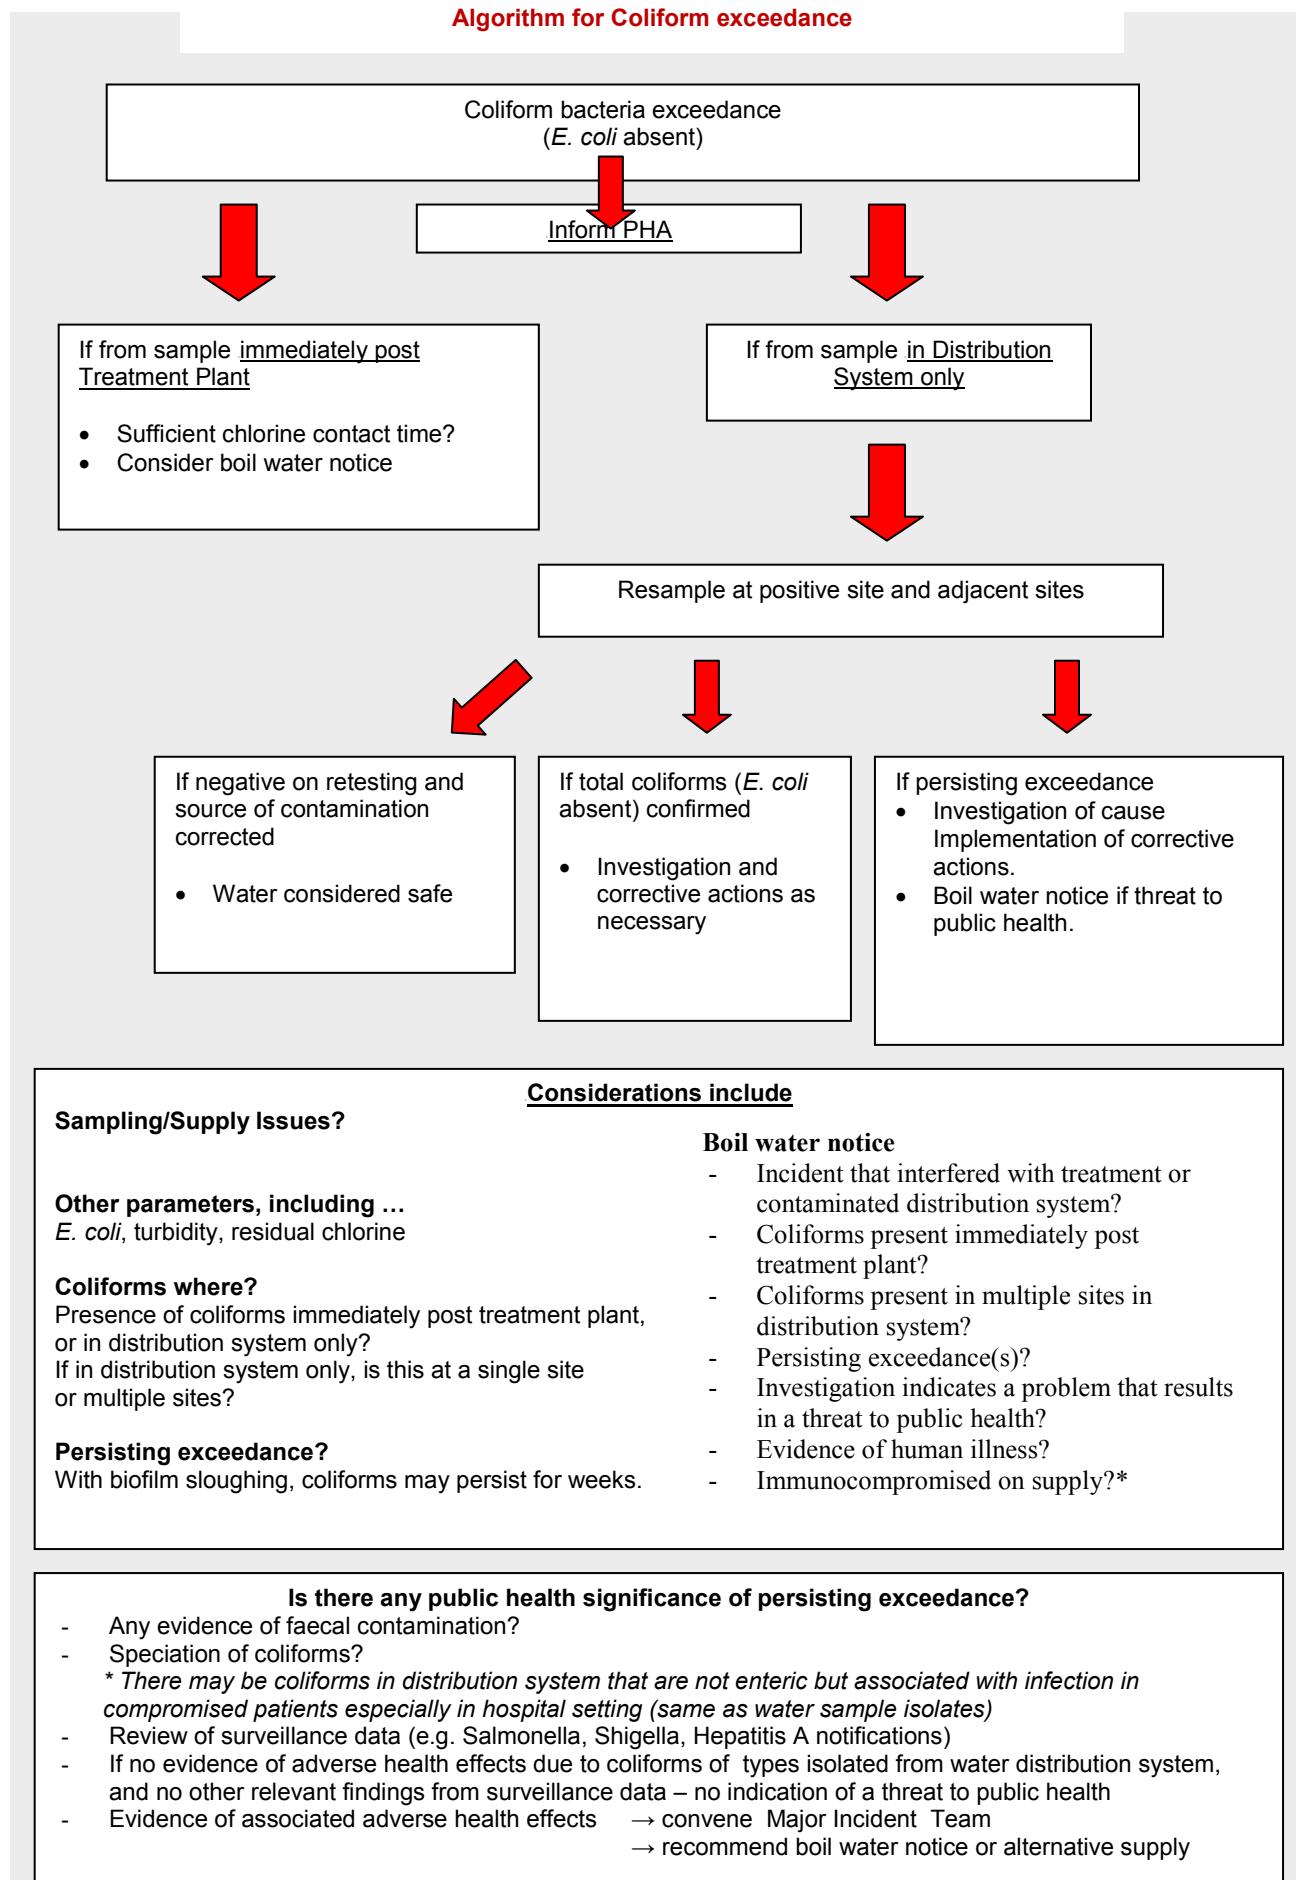 Algorithm for Coliform exceedance
Coliform bacteria exceedance
(E. coli absent)
Inform PHA
If from sample immediately post
Treatment Plant
• Sufficient chlorine contact time?
• Consider boil water notice
If from sample in Distribution
System only
Resample at positive site and adjacent sites
If negative on retesting and
source of contamination
corrected
• Water considered safe
If total coliforms (E. coli
absent) confirmed
• Investigation and
corrective actions as
necessary
If persisting exceedance
• Investigation of cause
Implementation of corrective
actions.
• Boil water notice if threat to
public health.
Considerations include
Sampling/Supply Issues?
Other parameters, including …
E. coli, turbidity, residual chlorine
Coliforms where?
Presence of coliforms immediately post treatment plant,
or in distribution system only?
If in distribution system only, is this at a single site
or multiple sites?
Persisting exceedance?
With biofilm sloughing, coliforms may persist for weeks.
Boil water notice
- Incident that interfered with treatment or
contaminated distribution system?
- Coliforms present immediately post
treatment plant?
- Coliforms present in multiple sites in
distribution system?
- Persisting exceedance(s)?
- Investigation indicates a problem that results
in a threat to public health?
- Evidence of human illness?
- Immunocompromised on supply?*
Is there any public health significance of persisting exceedance?
- Any evidence of faecal contamination?
- Speciation of coliforms?
* There may be coliforms in distribution system that are not enteric but associated with infection in
compromised patients especially in hospital setting (same as water sample isolates)
- Review of surveillance data (e.g. Salmonella, Shigella, Hepatitis A notifications)
- If no evidence of adverse health effects due to coliforms of types isolated from water distribution system,
and no other relevant findings from surveillance data – no indication of a threat to public health
- Evidence of associated adverse health effects → convene Major Incident Team
→ recommend boil water notice or alternative supply